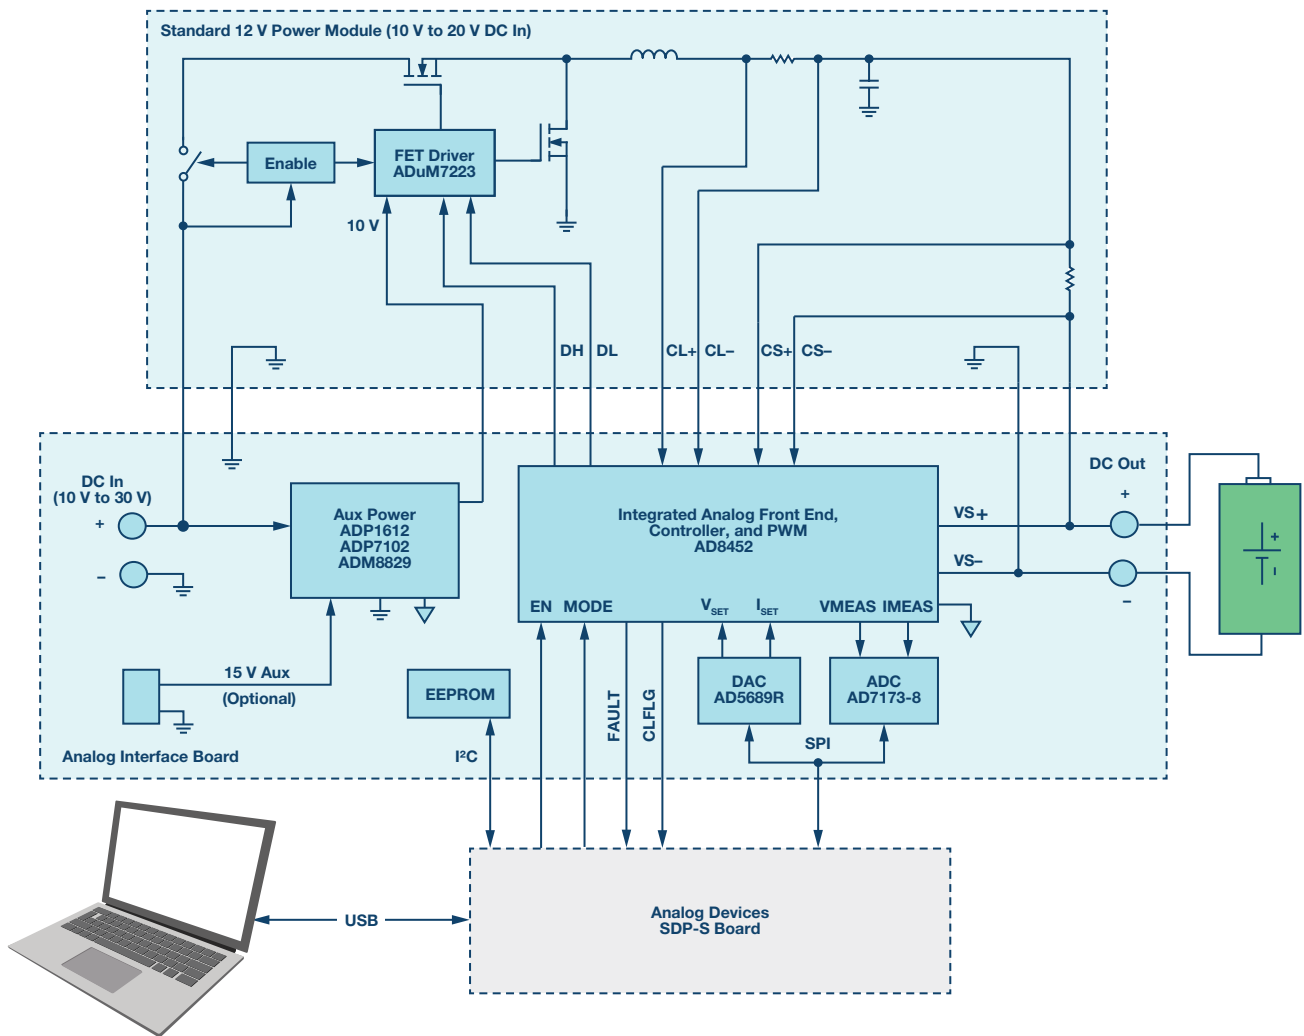 Standard 12 V Power Module (10 V to 20 V DC In)
Enable
FET Driver
ADuM7223
10 V
DH
DL
CL+
CL–
CS+
CS–
DC In
(10 V to 30 V)
+
–
Aux Power
ADP1612
ADP7102
ADM8829
Integrated Analog Front End,
Controller, and PWM
AD8452
VS+
VS–
DC Out
+
–
+
–
EN
MODE
VSET
ISET
VMEAS
IMEAS
15 V Aux
(Optional)
EEPROM
FAULT
CLFLG
DAC
AD5689R
ADC
AD7173-8
SPI
I²C
Analog Interface Board
USB
Analog Devices
SDP-S Board